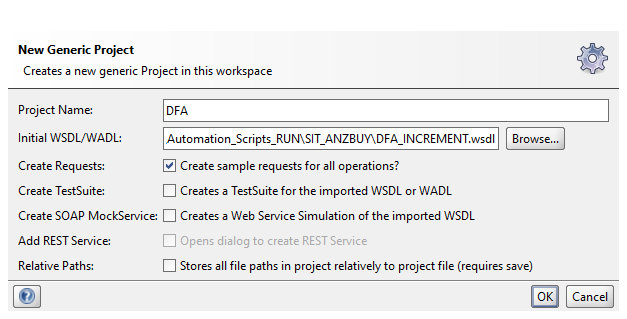 New Generic Project
Creates a new generic Project in this workspace
Project Name: DFA
Initial WSDL/WADL: Automation_Scripts_RUN\SIT_ANZBUY\DFA_INCREMENT.wsdl Browse...
Create Requests: Create sample requests for all operations?
Create TestSuite: Creates a TestSuite for the imported WSDL or WADL
Create SOAP MockService: Creates a Web Service Simulation of the imported WSDL
Add REST Service: Opens dialog to create REST Service
Relative Paths: Stores all file paths in project relatively to project file (requires save)
? OK Cancel